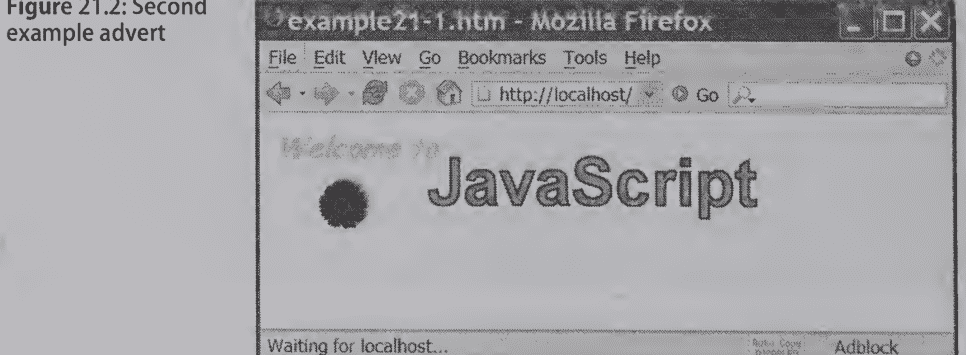 Figure 21.2: Second
example advert
example21-1.htm - Mozilla Firefox
File Edit View Go Bookmarks Tools Help
http://localhost/ Go
Welcome to
JavaScript
Waiting for localhost... Adblock